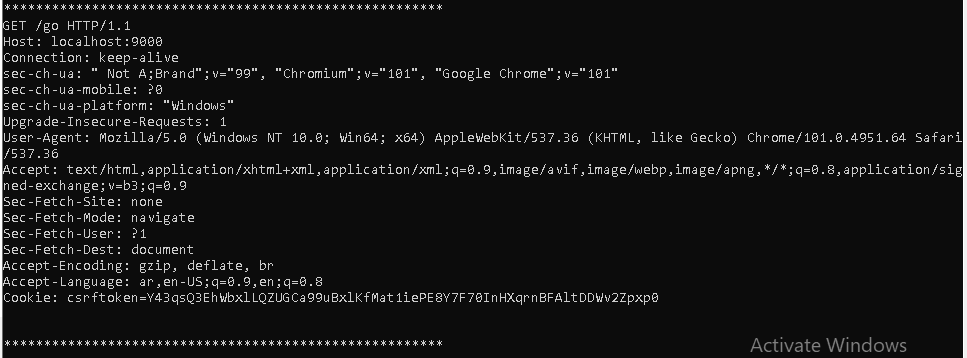 *******************************************************
GET /go HTTP/1.1
Host: localhost:9000
Connection: keep-alive
sec-ch-ua: " Not A;Brand";v="99", "Chromium";v="101", "Google Chrome";v="101"
sec-ch-ua-mobile: ?0
sec-ch-ua-platform: "Windows"
Upgrade-Insecure-Requests: 1
User-Agent: Mozilla/5.0 (Windows NT 10.0; Win64; x64) AppleWebKit/537.36 (KHTML, like Gecko) Chrome/101.0.4951.64 Safari
/537.36
Accept: text/html,application/xhtml+xml,application/xml;q=0.9,image/avif,image/webp,image/apng,*/*;q=0.8,application/sig
ned-exchange;v=b3;q=0.9
Sec-Fetch-Site: none
Sec-Fetch-Mode: navigate
Sec-Fetch-User: ?1
Sec-Fetch-Dest: document
Accept-Encoding: gzip, deflate, br
Accept-Language: ar,en-US;q=0.9,en;q=0.8
Cookie: csrftoken=Y43qsQ3EhWbxlLQZUGCa99uBxlKfMat1iePE8Y7F70InHXqrnBFAltDDWv2Zpxp0
*******************************************************
Activate Windows